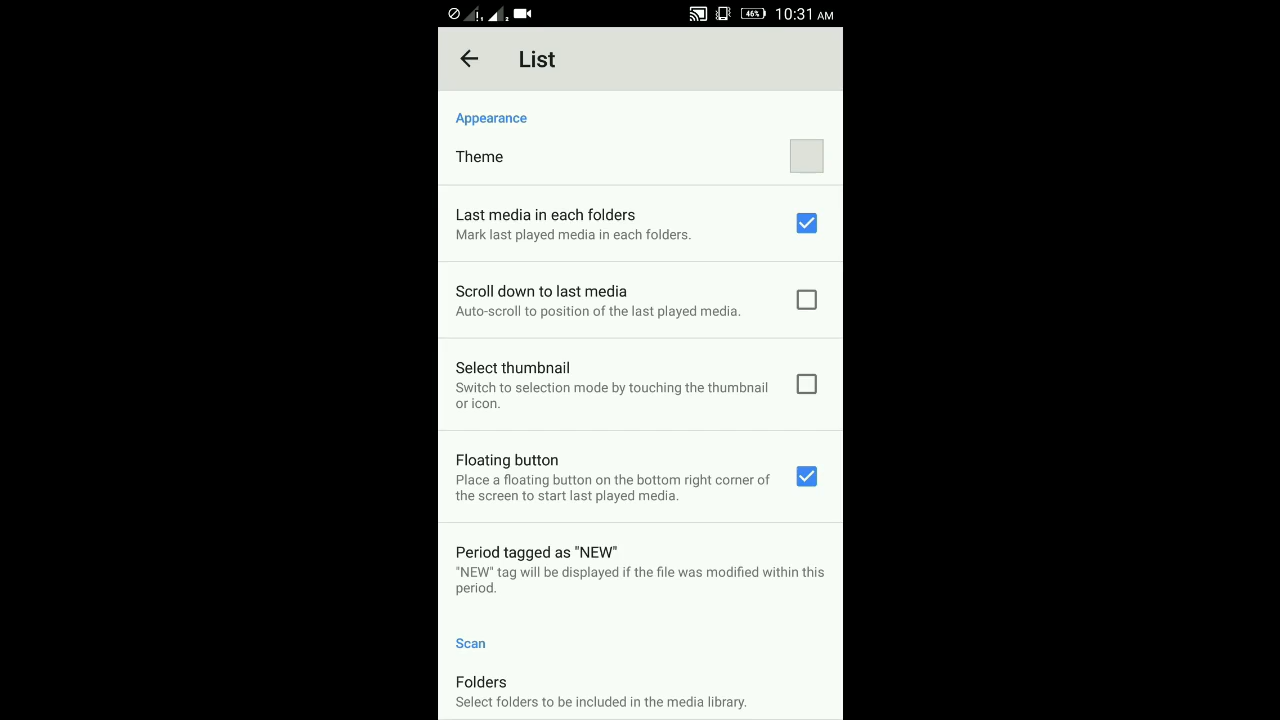 46% 10:31 AM
List
Appearance
Theme
Last media in each folders
Mark last played media in each folders.
Scroll down to last media
Auto-scroll to position of the last played media.
Select thumbnail
Switch to selection mode by touching the thumbnail
or icon.
Floating button
Place a floating button on the bottom right corner of
the screen to start last played media.
Period tagged as "NEW"
"NEW" tag will be displayed if the file was modified within this
period.
Scan
Folders
Select folders to be included in the media library.